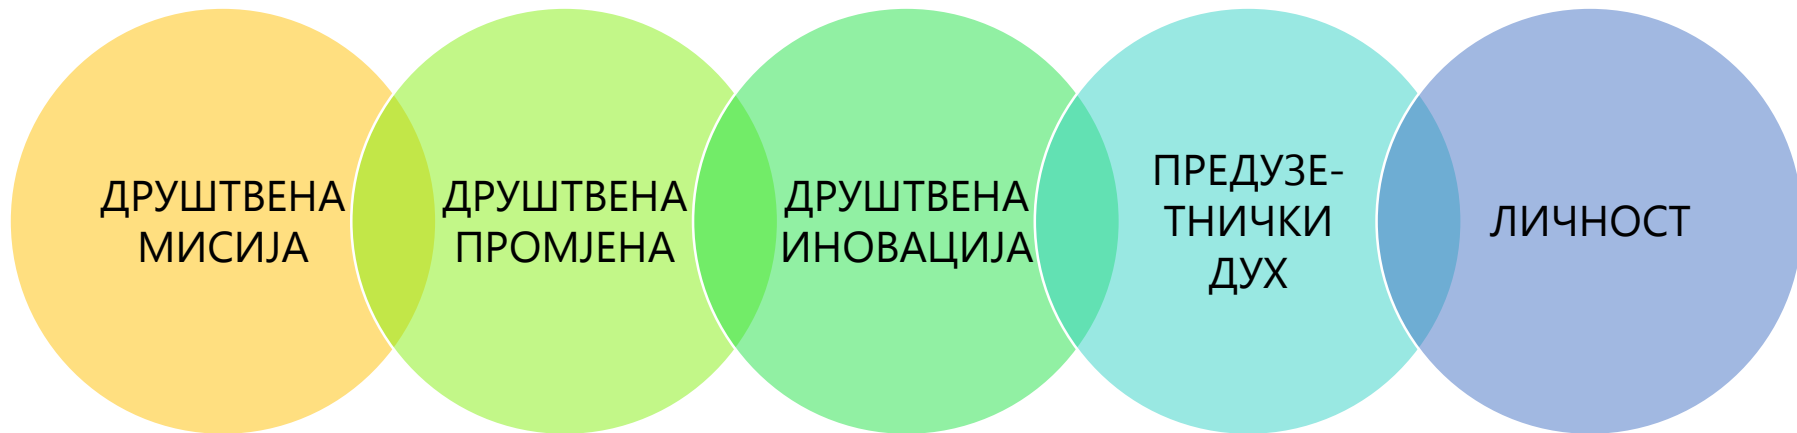 ДРУШТВЕНА
МИСИЈА
ДРУШТВЕНА
ПРОМЈЕНА
ДРУШТВЕНА
ИНОВАЦИЈА
ПРЕДУЗЕ-
ТНИЧКИ
ДУХ
ЛИЧНОСТ